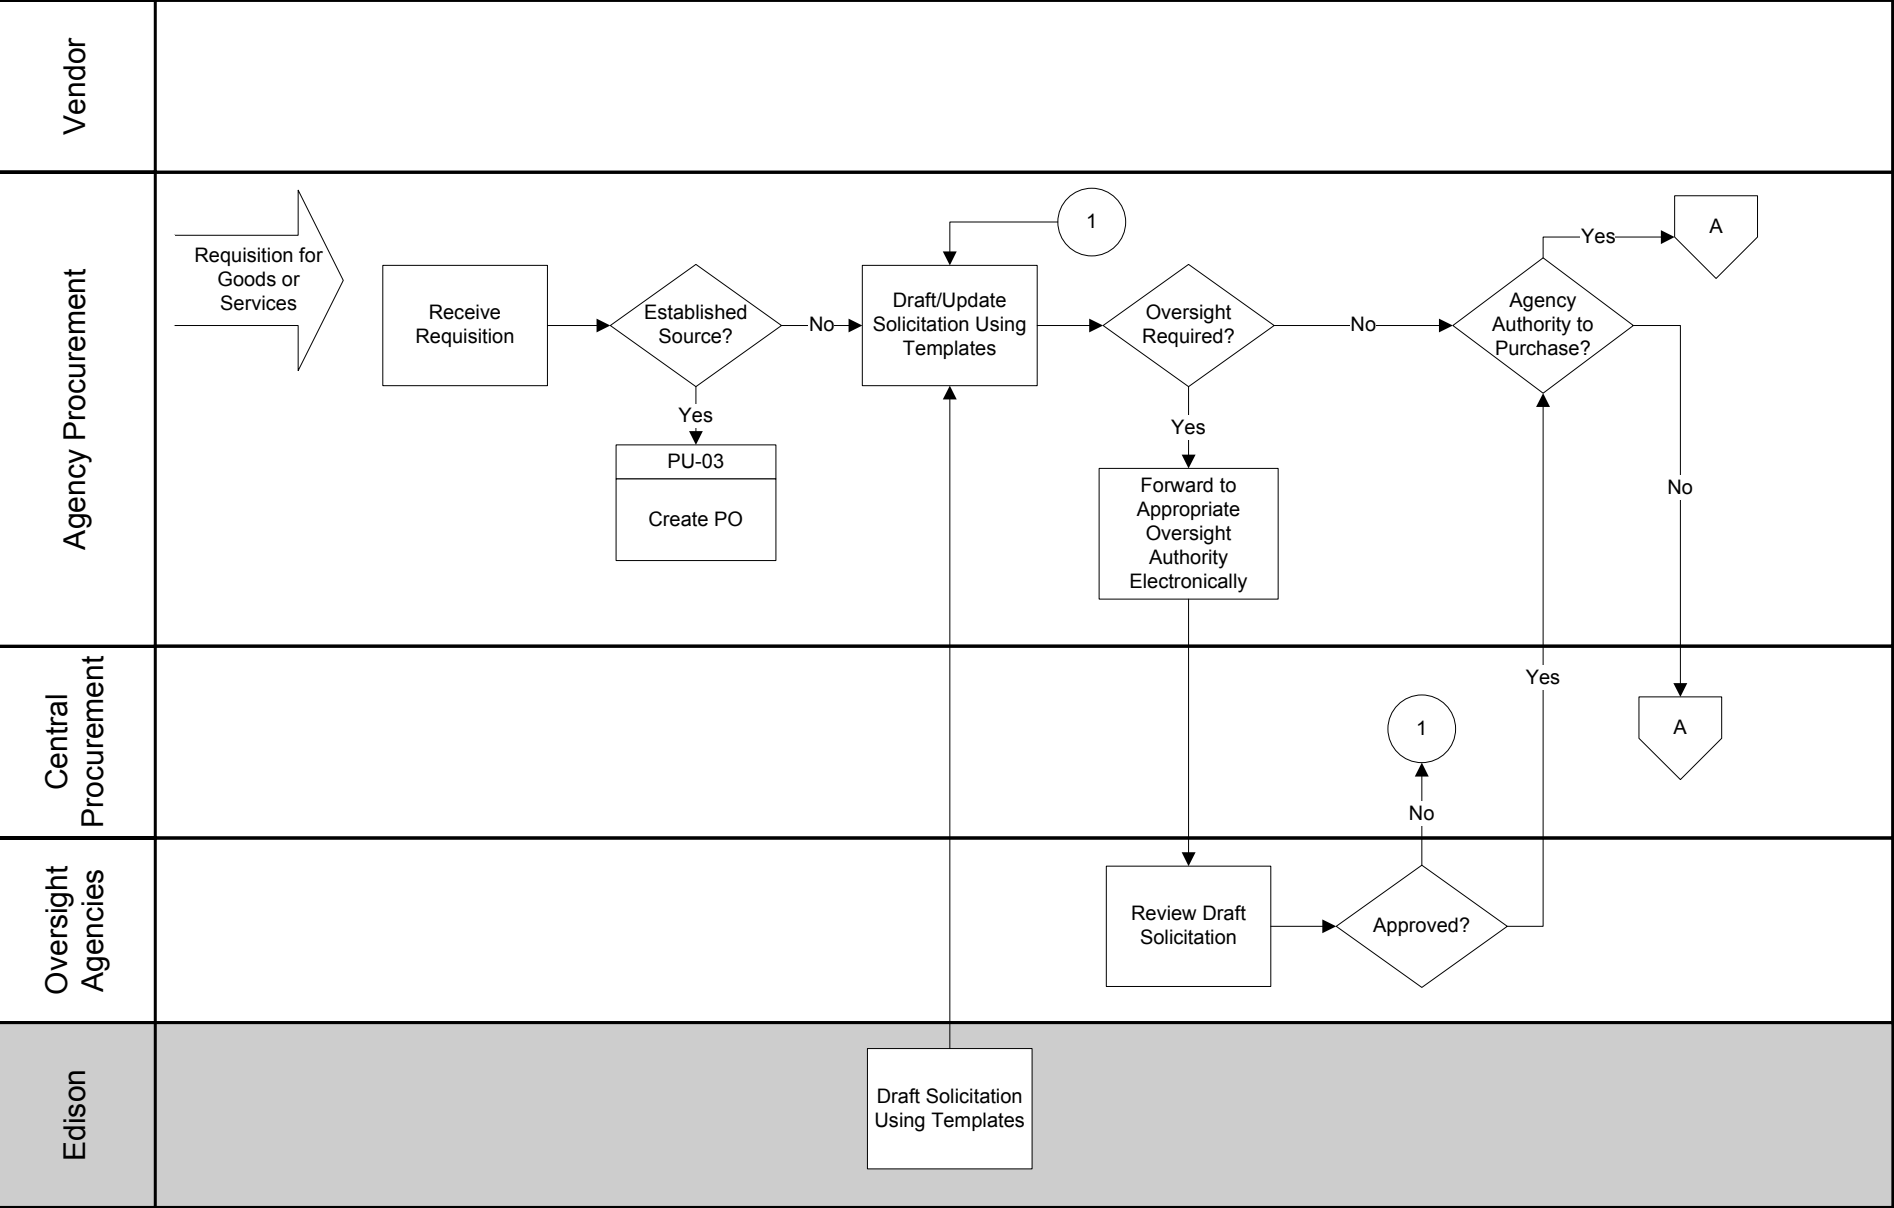 Vendor
Agency Procurement
Requisition for
Goods or
Services
Receive
Requisition
Established
Source?
No
Yes
PU-03
Create PO
1
Draft/Update
Solicitation Using
Templates
Oversight
Required?
No
Yes
Forward to
Appropriate
Oversight
Authority
Electronically
Agency
Authority to
Purchase?
Yes
A
No
Central
Procurement
Yes
1
No
A
Oversight
Agencies
Review Draft
Solicitation
Approved?
Edison
Draft Solicitation
Using Templates